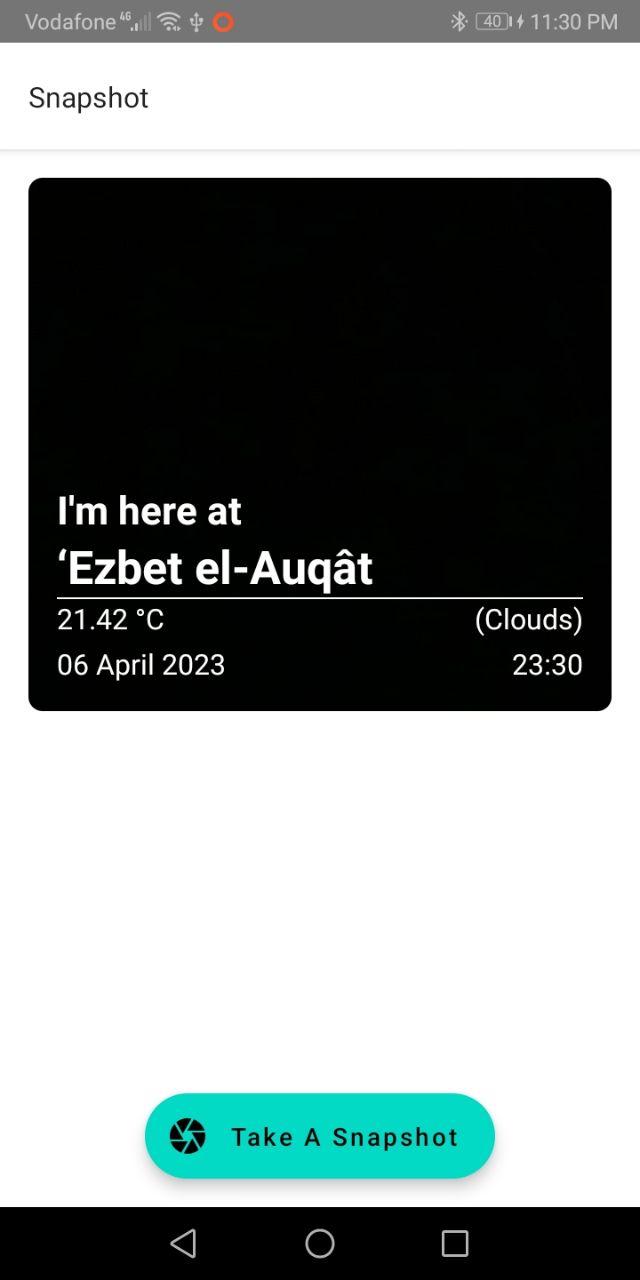 Vodafone 4G 40 11:30 PM
Snapshot
I'm here at
‘Ezbet el-Auqât
21.42 °C (Clouds)
06 April 2023 23:30
Take A Snapshot